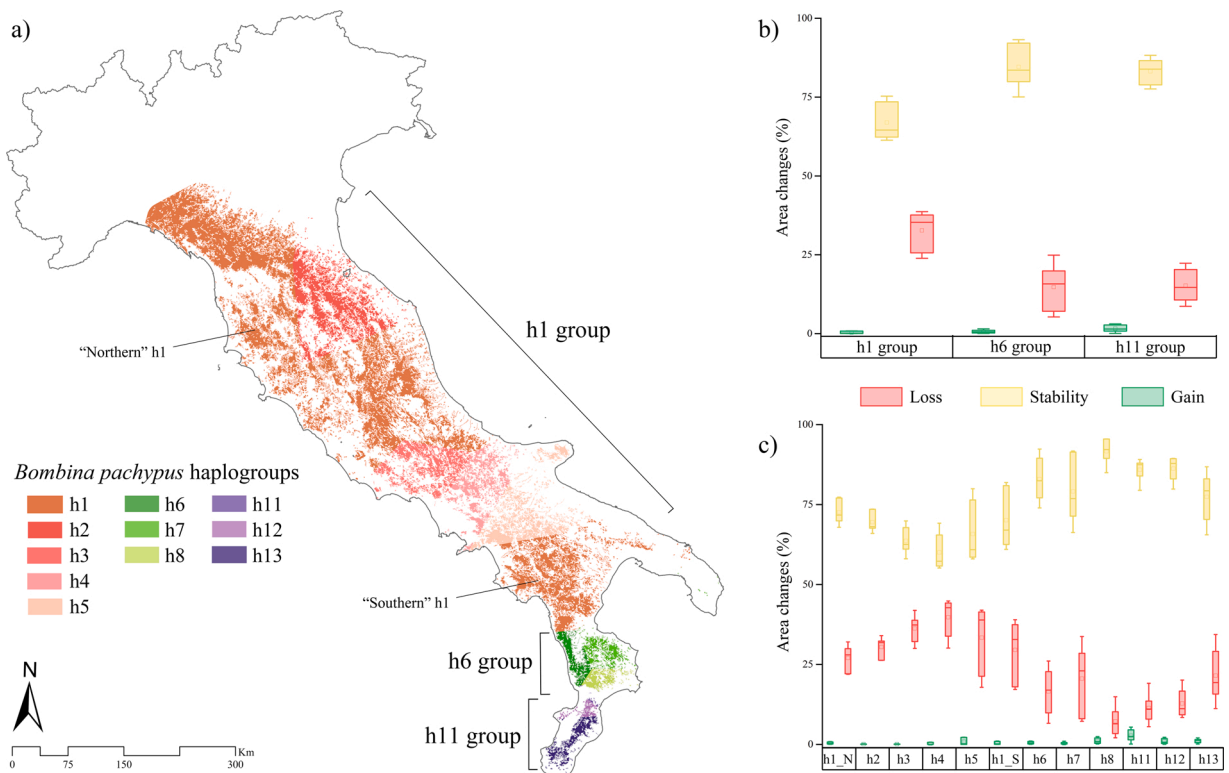 a)
h1 group
“Northern” h1
Bombina pachypus haplogroups
h1
h6
h11
h2
h7
h12
h3
h8
h13
h4
h5
“Southern” h1
h6 group
h11 group
N
0
75
150
300
Km
b)
Area changes (%)
100
75
50
25
0
h1 group
h6 group
h11 group
Loss
Stability
Gain
c)
Area changes (%)
100
75
50
25
0
h1_N
h2
h3
h4
h5
h1_S
h6
h7
h8
h11
h12
h13